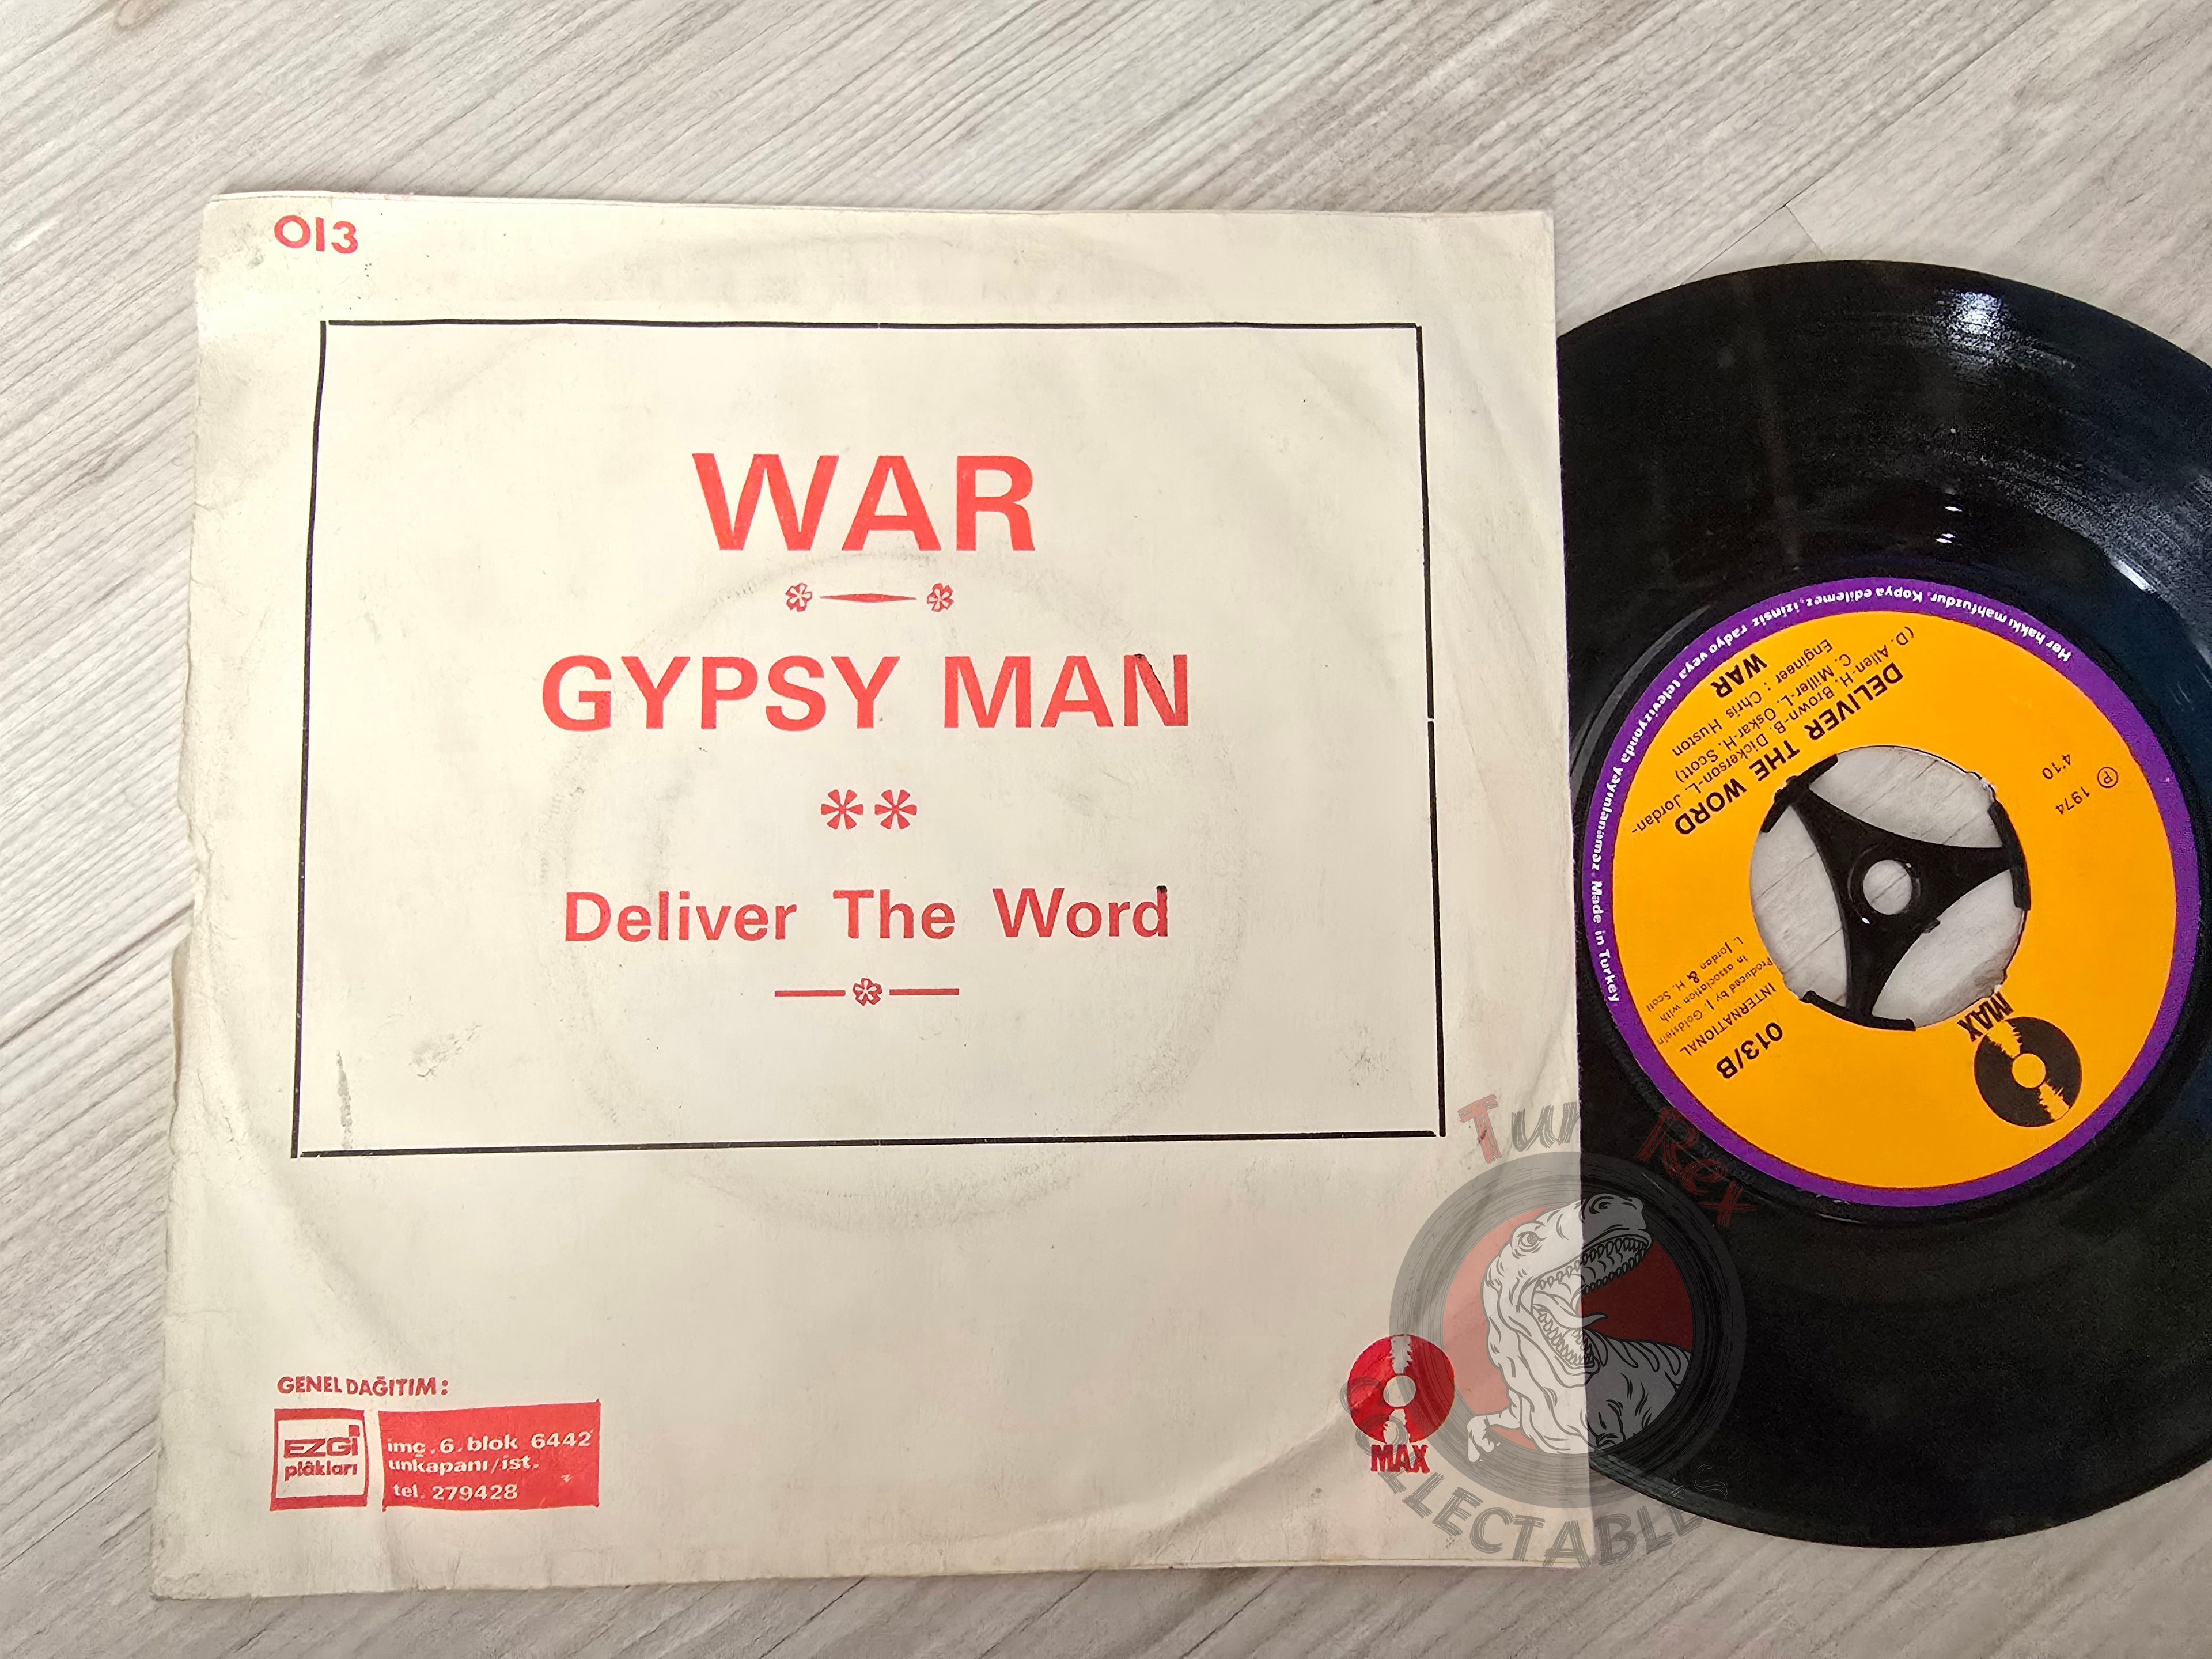 013
WAR
GYPSY MAN
**
Deliver The Word
GENEL DAĞITIM:
EZGİ
plâkları
imç.6.blok 6442
unkapanı/ist.
tel. 279428
MAX
Her hakkı mahfuzdur. Kopya edilemez, izinsiz radyo veya televizyonda yayınlanamaz. Made in Turkey
WAR
DELIVER THE WORD
(D. Allen-H. Brown-B. Dickerson-L. Jordan-
C. Miller-L. Oskar-H. Scott)
Engineer : Chris Huston
℗ 1974
4'10
MAX
013/B
INTERNATIONAL
Produced by J. Goldstein
in association with
L. Jordan & H. Scott
Rex